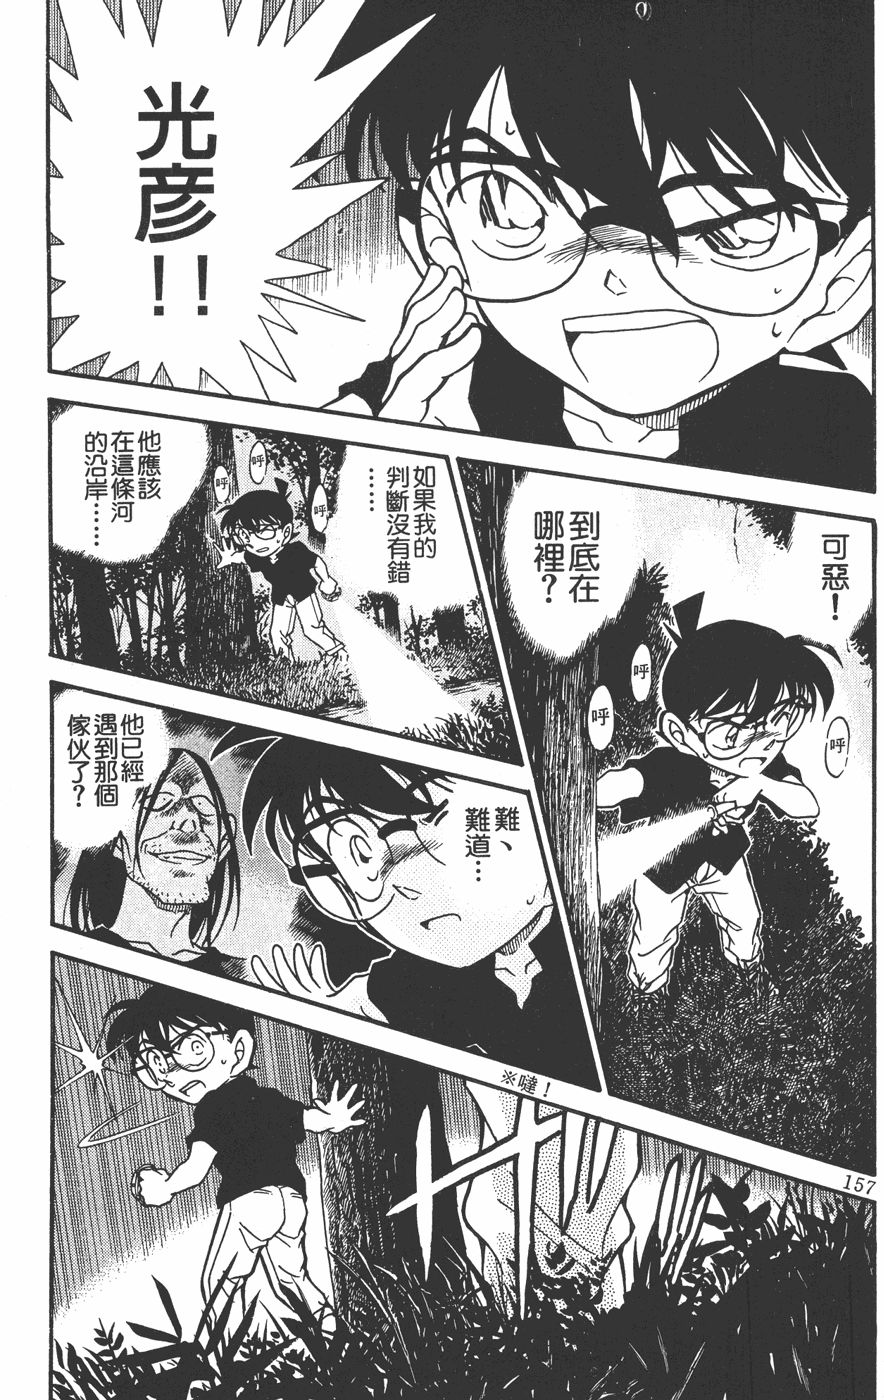 光彥!!
可惡！
到底在
哪裡？
呼
呼
呼
如果我的
判斷沒有錯
……
他應該
在這條河
的沿岸……
呼
呼
呼
難、
難道…
他已經
遇到那個
傢伙了？
※噠！
157